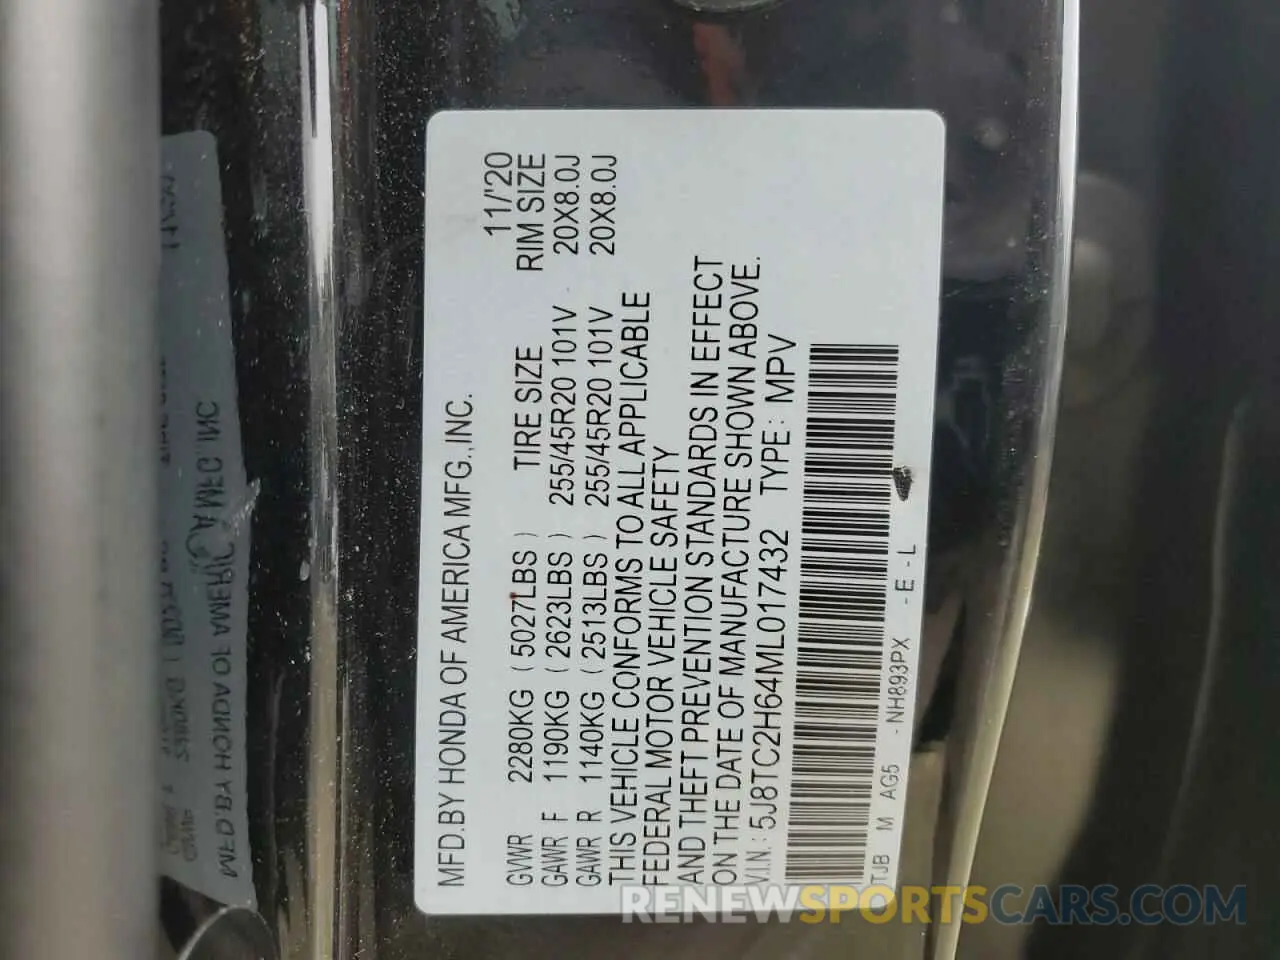 MFD.BY HONDA OF AMERICA MFG.,INC. 11/'20
GVWR 2280KG ( 5027LBS ) TIRE SIZE RIM SIZE
GAWR F 1190KG ( 2623LBS ) 255/45R20 101V 20X8.0J
GAWR R 1140KG ( 2513LBS ) 255/45R20 101V 20X8.0J
THIS VEHICLE CONFORMS TO ALL APPLICABLE
FEDERAL MOTOR VEHICLE SAFETY
AND THEFT PREVENTION STANDARDS IN EFFECT
ON THE DATE OF MANUFACTURE SHOWN ABOVE.
V.I.N.: 5J8TC2H64ML017432 TYPE: MPV
TJB M AG5 -NH893PX -E-L
RENEWSPORTSCARS.COM